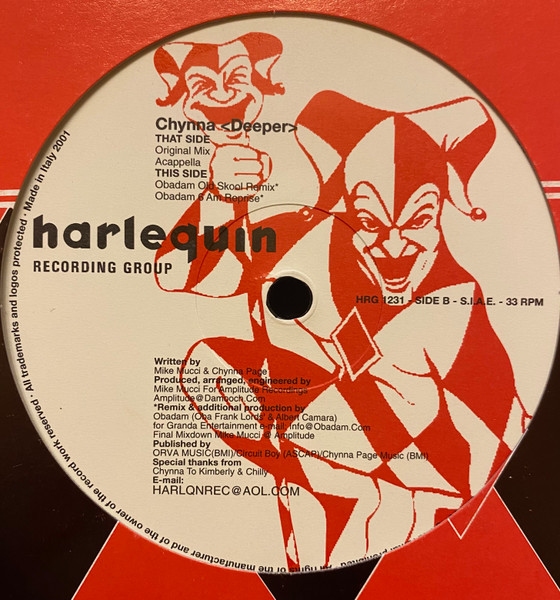 Chynna <Deeper>
THAT SIDE
Original Mix
Acappella
THIS SIDE
Obadam Old Skool Remix*
Obadam 6 Am Reprise*
harlequin
RECORDING GROUP
HRG 1231 - SIDE B - S.I.A.E. - 33 RPM
Written by
Mike Mucci & Chynna Page
Produced, arranged, engineered by
Mike Mucci For Amplitude Recordings
Amplitude@Damoch.Com
*Remix & additional production by
Obadam (Oba Frank Lords & Albert Camara)
for Granda Entertainment e-mail: info@Obadam.Com
Final Mixdown Mike Mucci @ Amplitude
Published by
ORVA MUSIC(BMI)/Circuit Boy (ASCAP)/Chynna Page Music (BMI)
Special thanks from
Chynna To Kimberly & Chilly
E-mail:
HARLQNREC@AOL.COM
prohibited. All rights of the manufacturer and of the owner of the record work reserved. All trademarks and logos protected · Made in Italy 2001